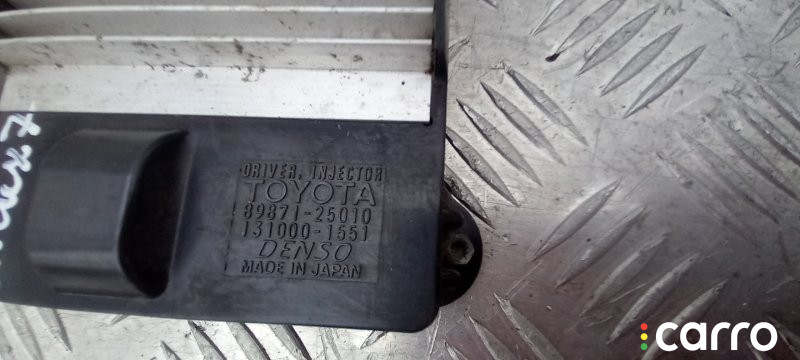 DRIVER, INJECTOR
TOYOTA
89871-25010
131000-1551
DENSO
MADE IN JAPAN
carro